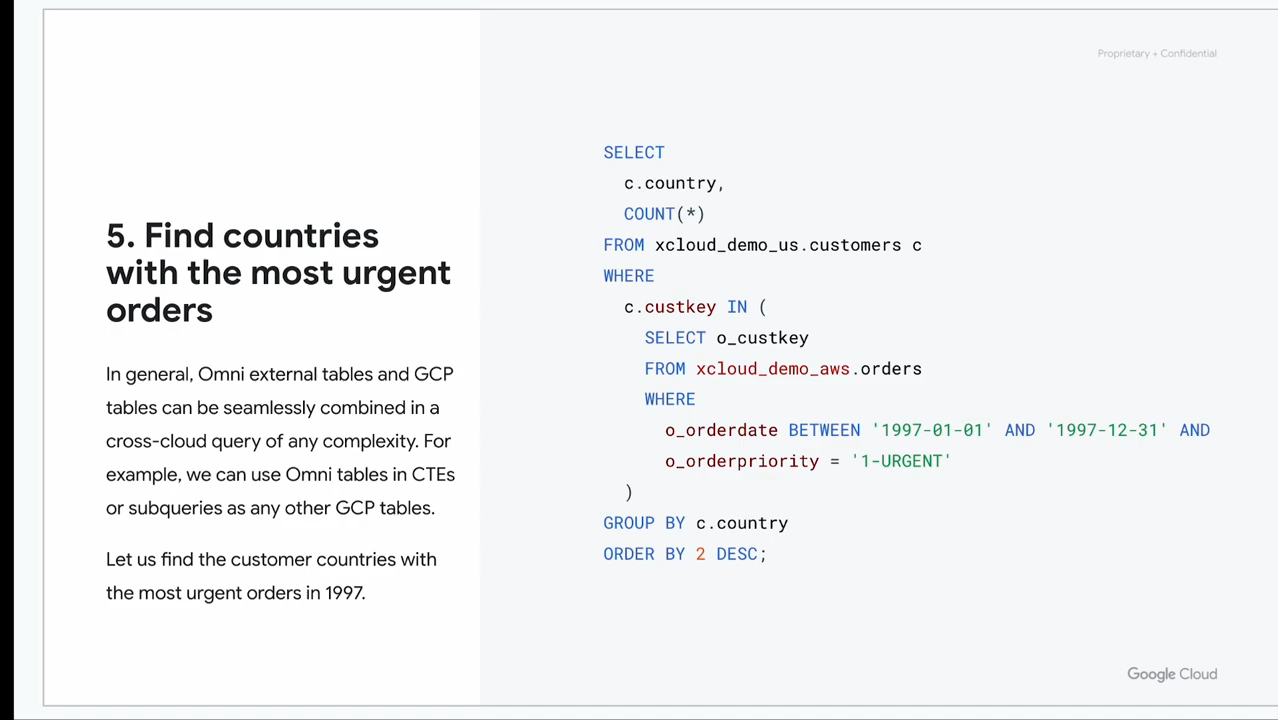 Proprietary + Confidential
5. Find countries
with the most urgent
orders
In general, Omni external tables and GCP
tables can be seamlessly combined in a
cross-cloud query of any complexity. For
example, we can use Omni tables in CTEs
or subqueries as any other GCP tables.
Let us find the customer countries with
the most urgent orders in 1997.
SELECT
  c.country,
  COUNT(*)
FROM xcloud_demo_us.customers c
WHERE
  c.custkey IN (
    SELECT o_custkey
    FROM xcloud_demo_aws.orders
    WHERE
      o_orderdate BETWEEN '1997-01-01' AND '1997-12-31' AND
      o_orderpriority = '1-URGENT'
  )
GROUP BY c.country
ORDER BY 2 DESC;
Google Cloud